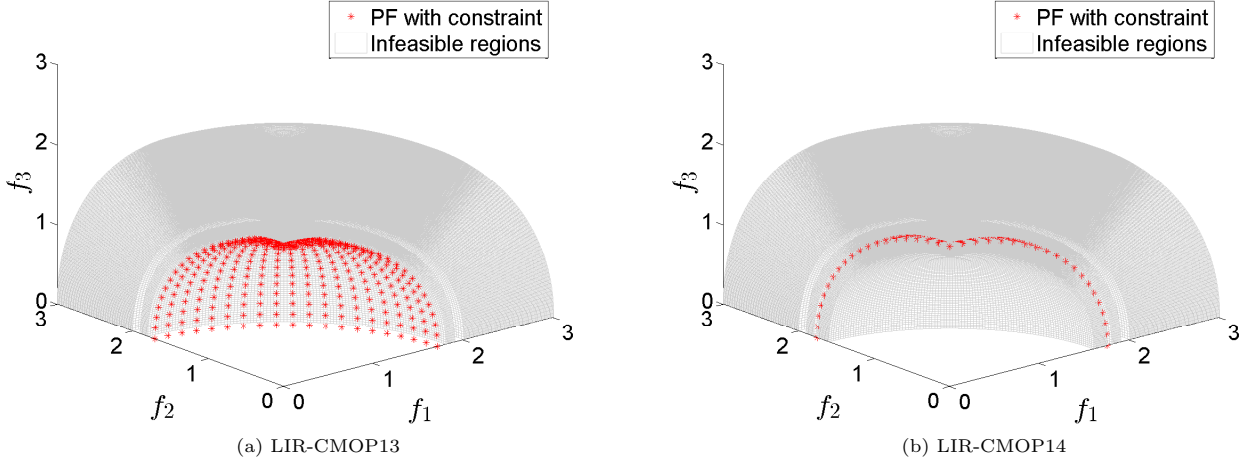 PF with constraint
Infeasible regions
3
2
1
0
f3
3
2
1
0
f2
0
1
2
3
f1
(a) LIR-CMOP13
PF with constraint
Infeasible regions
3
2
1
0
f3
3
2
1
0
f2
0
1
2
3
f1
(b) LIR-CMOP14